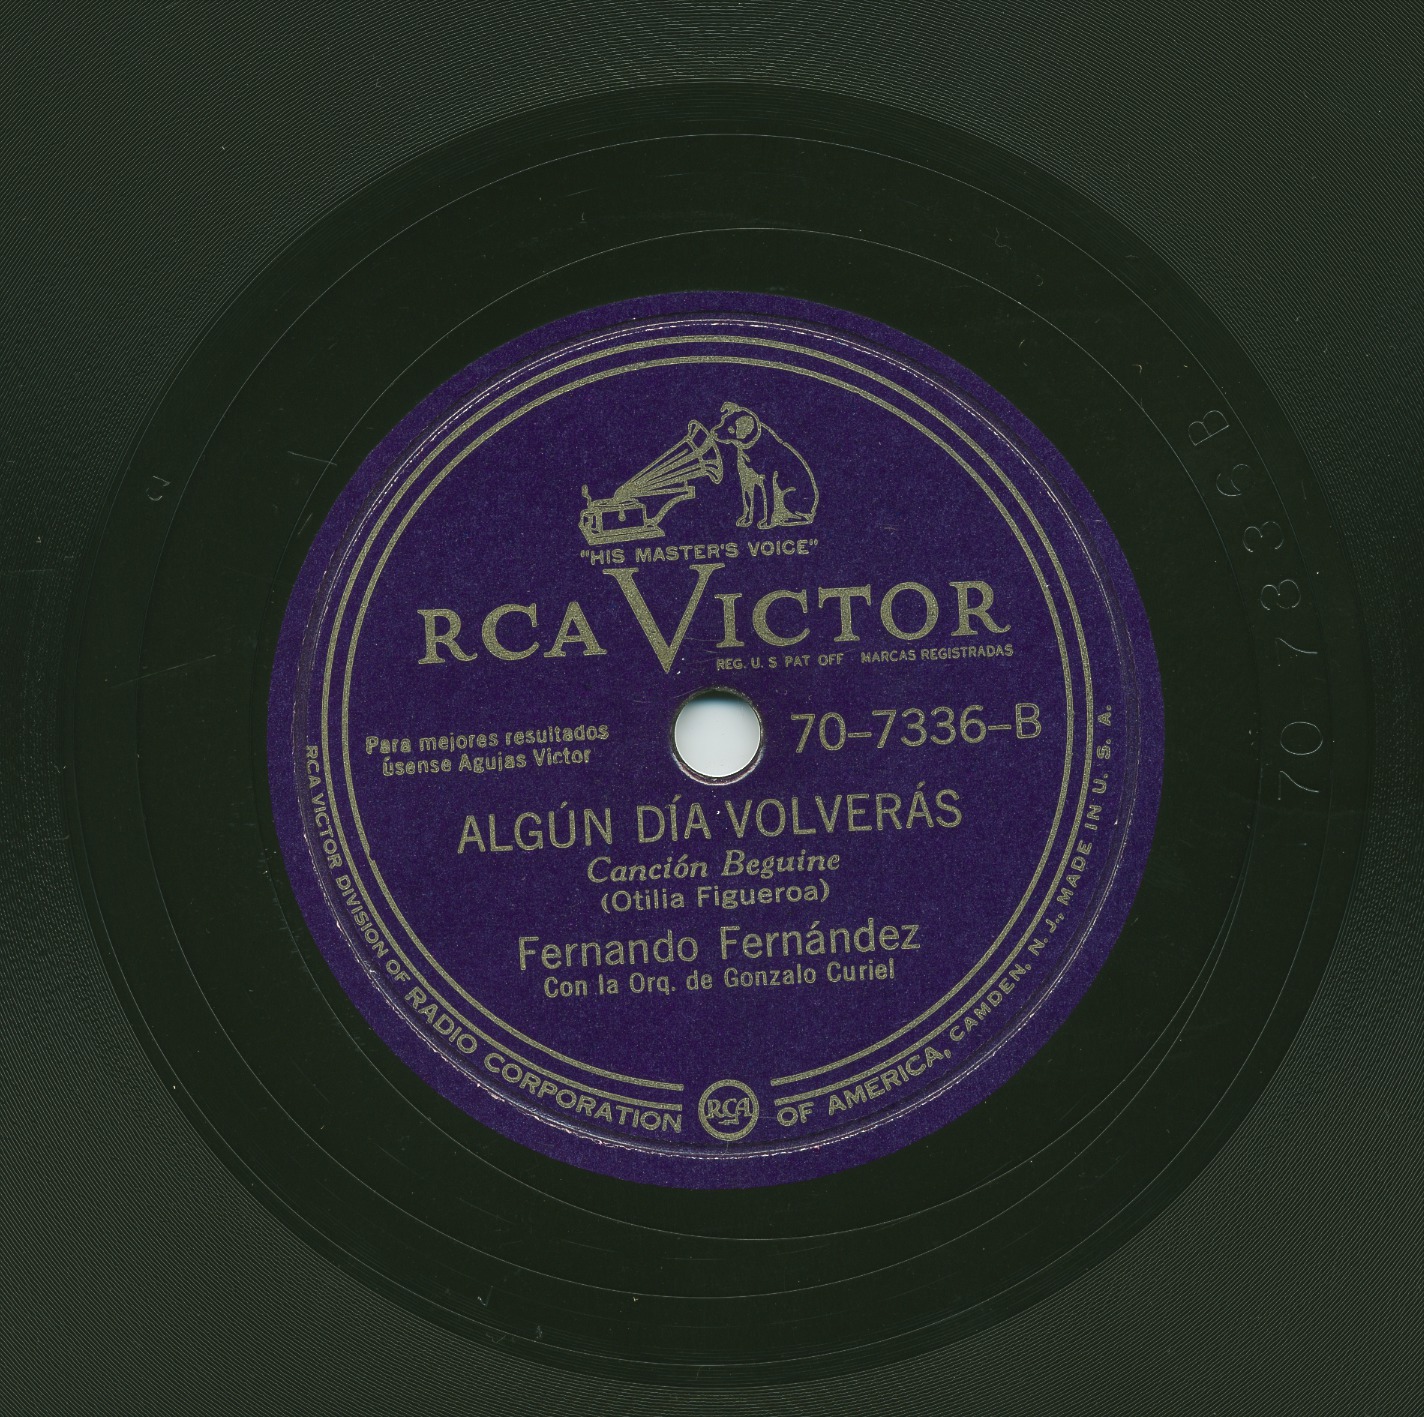 "HIS MASTER'S VOICE"
RCA VICTOR
REG. U. S PAT OFF MARCAS REGISTRADAS
Para mejores resultados
úsense Agujas Victor
70-7336-B
ALGÚN DÍA VOLVERÁS
Canción Beguine
(Otilia Figueroa)
Fernando Fernández
Con la Orq. de Gonzalo Curiel
RCA VICTOR DIVISION OF RADIO CORPORATION OF AMERICA, CAMDEN, N. J., MADE IN U. S. A.
RCA
70 7336 B